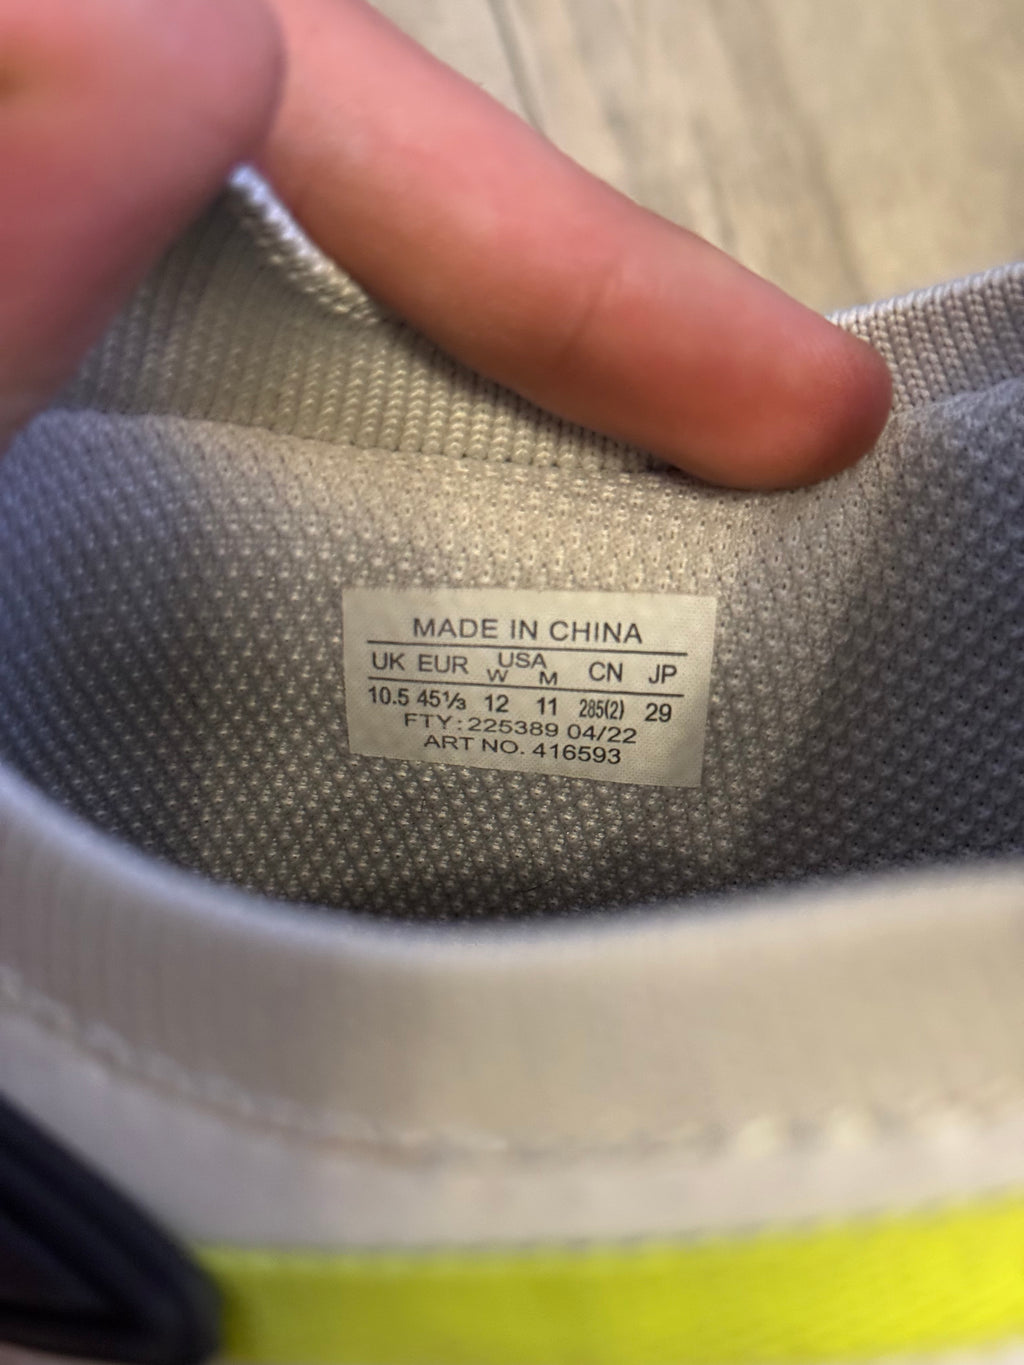 MADE IN CHINA
UK EUR USA CN JP
W M
10.5 45⅓ 12 11 285(2) 29
FTY: 225389 04/22
ART NO. 416593